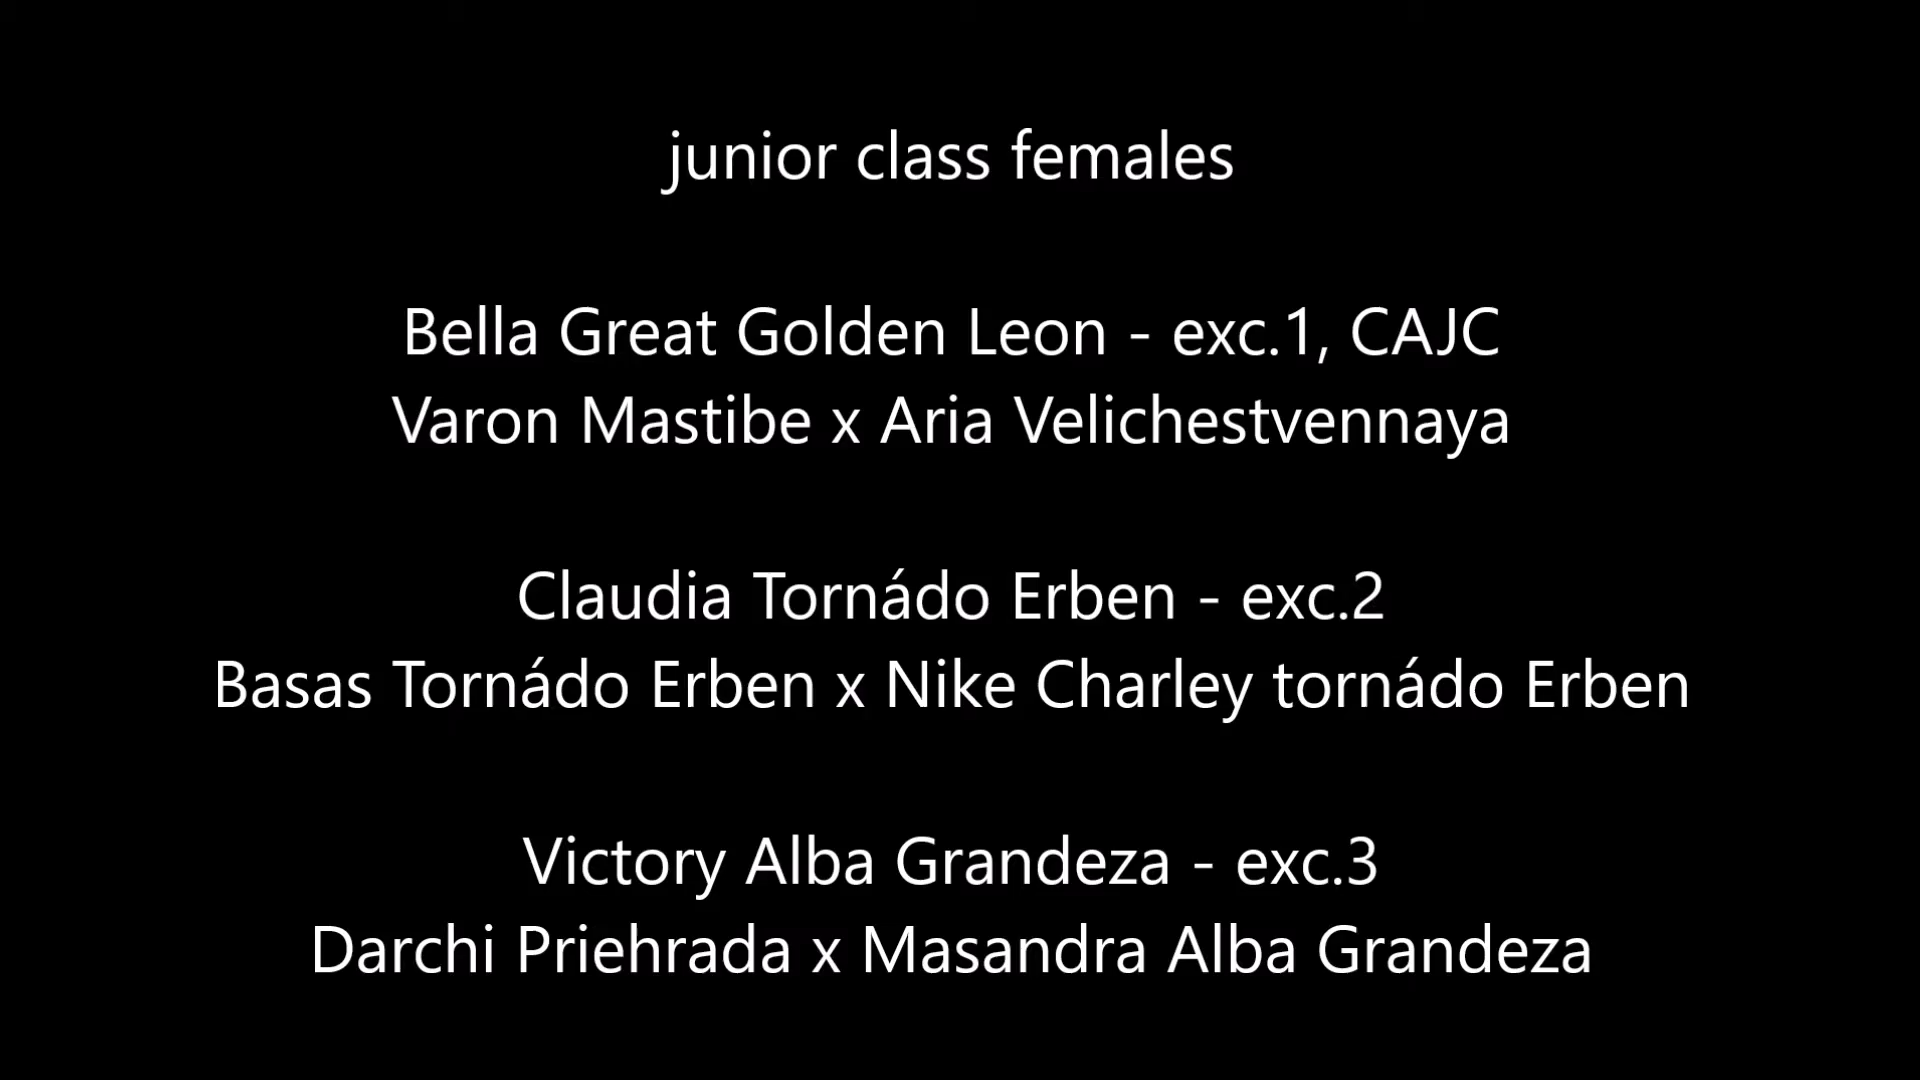 junior class females
Bella Great Golden Leon - exc.1, CAJC
Varon Mastibe x Aria Velichestvennaya
Claudia Tornádo Erben - exc.2
Basas Tornádo Erben x Nike Charley tornádo Erben
Victory Alba Grandeza - exc.3
Darchi Priehrada x Masandra Alba Grandeza